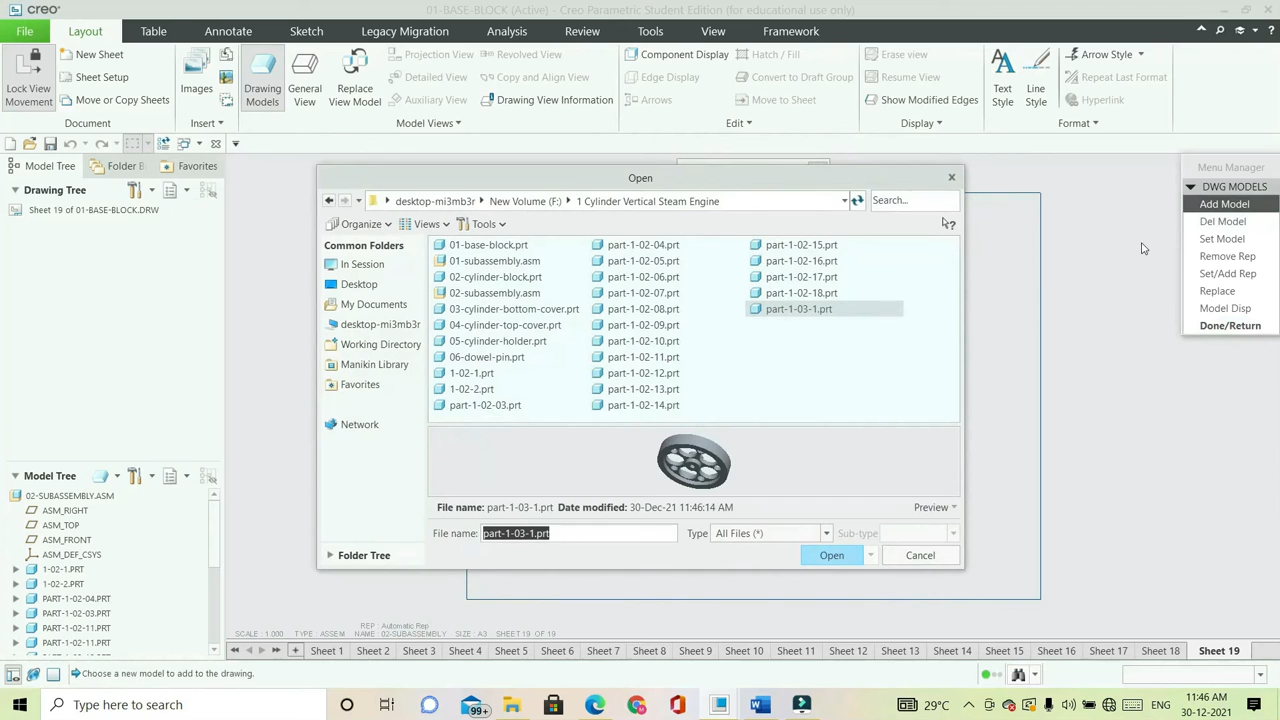 creo°
01-BASE-BLOCK (Active) - Creo Parametric Student Edition (for educational use only)
File Layout Table Annotate Sketch Legacy Migration Analysis Review Tools View Framework
Lock View Movement
New Sheet
Sheet Setup
Move or Copy Sheets
Document
Images
Insert
Drawing Models
General View
Replace View Model
Projection View
Detailed View
Auxiliary View
Revolved View
Copy and Align View
Drawing View Information
Model Views
Component Display
Edge Display
Arrows
Hatch / Fill
Convert to Draft Group
Move to Sheet
Edit
Erase view
Resume View
Show Modified Edges
Display
Text Style
Line Style
Arrow Style
Repeat Last Format
Hyperlink
Format
Model Tree Folder B Favorites
Drawing Tree
Sheet 19 of 01-BASE-BLOCK.DRW
Model Tree
02-SUBASSEMBLY.ASM
ASM_RIGHT
ASM_TOP
ASM_FRONT
ASM_DEF_CSYS
1-02-1.PRT
1-02-2.PRT
PART-1-02-04.PRT
PART-1-02-03.PRT
PART-1-02-11.PRT
PART-1-02-11.PRT
Open
desktop-mi3mb3r New Volume (F:) 1 Cylinder Vertical Steam Engine
Search...
Organize Views Tools
Common Folders
In Session
Desktop
My Documents
desktop-mi3mb3r
Working Directory
Manikin Library
Favorites
Network
Folder Tree
01-base-block.prt
01-subassembly.asm
02-cylinder-block.prt
02-subassembly.asm
03-cylinder-bottom-cover.prt
04-cylinder-top-cover.prt
05-cylinder-holder.prt
06-dowel-pin.prt
1-02-1.prt
1-02-2.prt
part-1-02-03.prt
part-1-02-04.prt
part-1-02-05.prt
part-1-02-06.prt
part-1-02-07.prt
part-1-02-08.prt
part-1-02-09.prt
part-1-02-10.prt
part-1-02-11.prt
part-1-02-12.prt
part-1-02-13.prt
part-1-02-14.prt
part-1-02-15.prt
part-1-02-16.prt
part-1-02-17.prt
part-1-02-18.prt
part-1-03-1.prt
File name: part-1-03-1.prt Date modified: 30-Dec-21 11:46:14 AM
Preview
File name: part-1-03-1.prt Type All Files (*) Sub-type
Open Cancel
Menu Manager
DWG MODELS
Add Model
Del Model
Set Model
Remove Rep
Set/Add Rep
Replace
Model Disp
Done/Return
REP : Automatic Rep
SCALE : 1.000 TYPE : ASSEM NAME : 02-SUBASSEMBLY SIZE : A3 SHEET 19 OF 19
Sheet 1 Sheet 2 Sheet 3 Sheet 4 Sheet 5 Sheet 6 Sheet 7 Sheet 8 Sheet 9 Sheet 10 Sheet 11 Sheet 12 Sheet 13 Sheet 14 Sheet 15 Sheet 16 Sheet 17 Sheet 18 Sheet 19
Choose a new model to add to the drawing.
Type here to search
99+
29°C
ENG
11:46 AM
30-12-2021